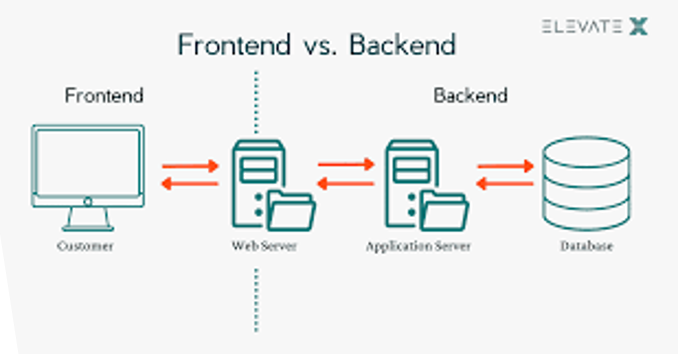 ELEVATE X
Frontend vs. Backend
Frontend
Backend
Customer
Web Server
Application Server
Database